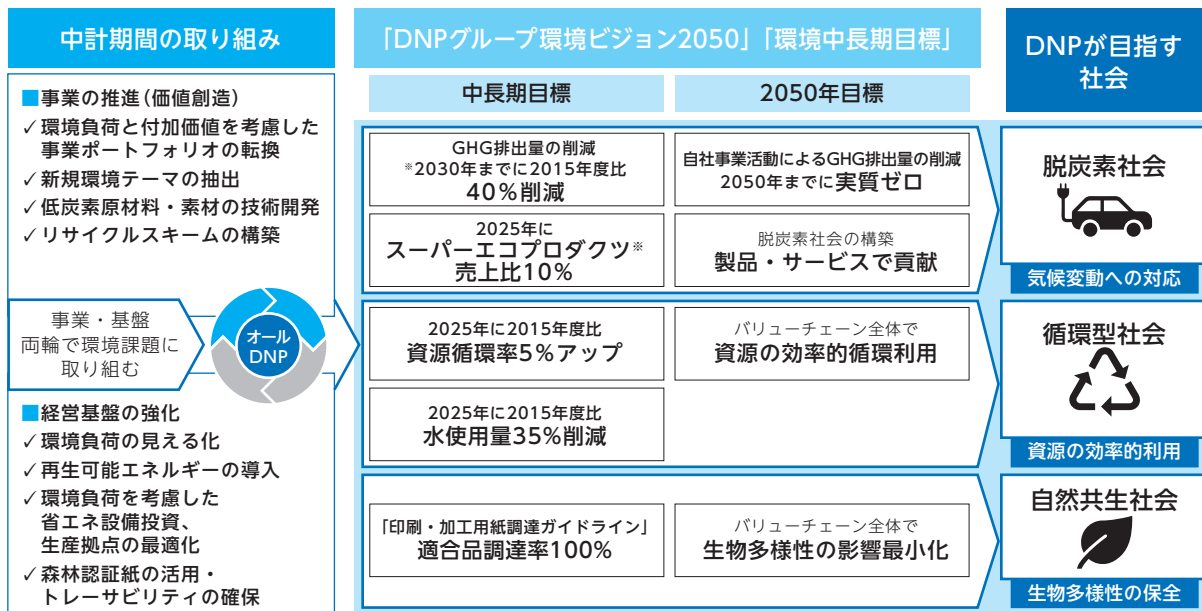 中計期間の取り組み
■事業の推進(価値創造)
✓環境負荷と付加価値を考慮した
事業ポートフォリオの転換
✓新規環境テーマの抽出
✓低炭素原材料・素材の技術開発
✓リサイクルスキームの構築
事業・基盤
両輪で環境課題に
取り組む
オール
DNP
■経営基盤の強化
✓環境負荷の見える化
✓再生可能エネルギーの導入
✓環境負荷を考慮した
省エネ設備投資、
生産拠点の最適化
✓森林認証紙の活用・
トレーサビリティの確保
「DNPグループ環境ビジョン2050」「環境中長期目標」
中長期目標
2050年目標
GHG排出量の削減
※2030年までに2015年度比
40%削減
自社事業活動によるGHG排出量の削減
2050年までに実質ゼロ
2025年に
スーパーエコプロダクツ※
売上比10%
脱炭素社会の構築
製品・サービスで貢献
2025年に2015年度比
資源循環率5%アップ
バリューチェーン全体で
資源の効率的循環利用
2025年に2015年度比
水使用量35%削減
「印刷・加工用紙調達ガイドライン」
適合品調達率100%
バリューチェーン全体で
生物多様性の影響最小化
DNPが目指す
社会
脱炭素社会
気候変動への対応
循環型社会
資源の効率的利用
自然共生社会
生物多様性の保全